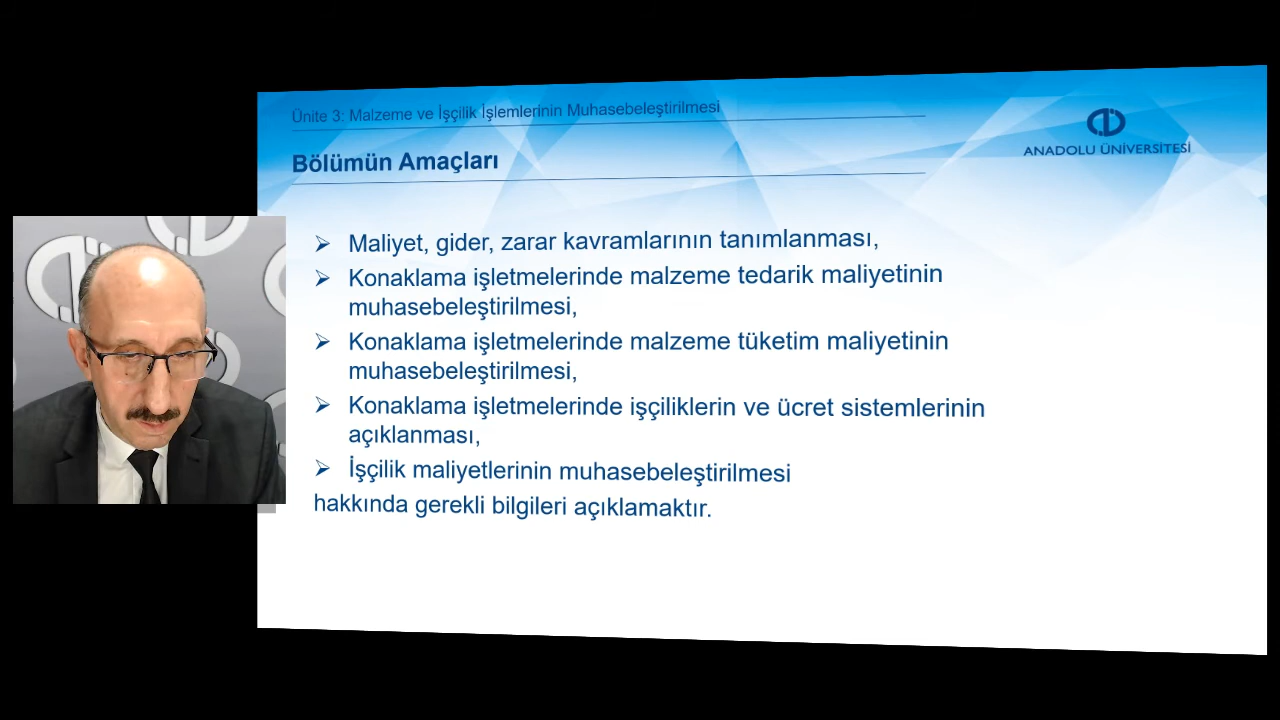 Ünite 3: Malzeme ve İşçilik İşlemlerinin Muhasebeleştirilmesi
Bölümün Amaçları
ANADOLU ÜNİVERSİTESİ
Maliyet, gider, zarar kavramlarının tanımlanması,
Konaklama işletmelerinde malzeme tedarik maliyetinin
muhasebeleştirilmesi,
Konaklama işletmelerinde malzeme tüketim maliyetinin
muhasebeleştirilmesi,
Konaklama işletmelerinde işçiliklerin ve ücret sistemlerinin
açıklanması,
İşçilik maliyetlerinin muhasebeleştirilmesi
hakkında gerekli bilgileri açıklamaktır.